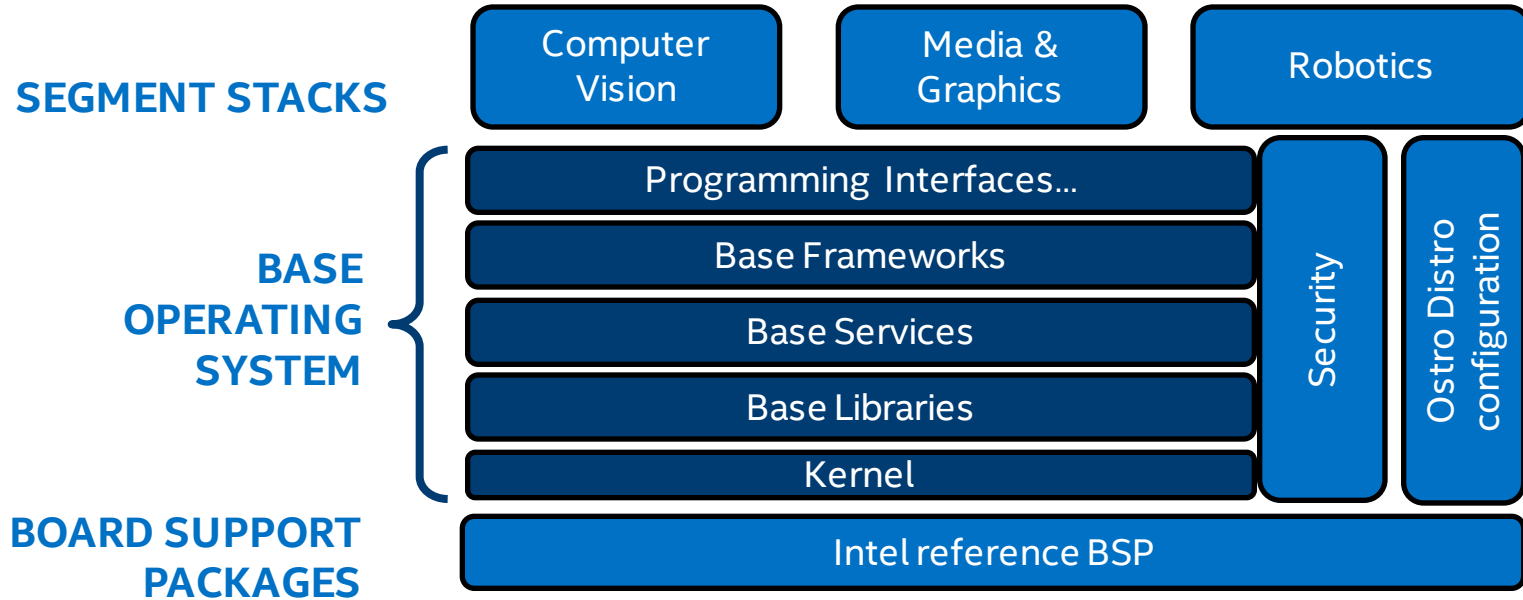 SEGMENT STACKS
Computer
Vision
Media &
Graphics
Robotics
BASE
OPERATING
SYSTEM
Programming Interfaces...
Base Frameworks
Base Services
Base Libraries
Kernel
Security
Ostro Distro
configuration
BOARD SUPPORT
PACKAGES
Intel reference BSP